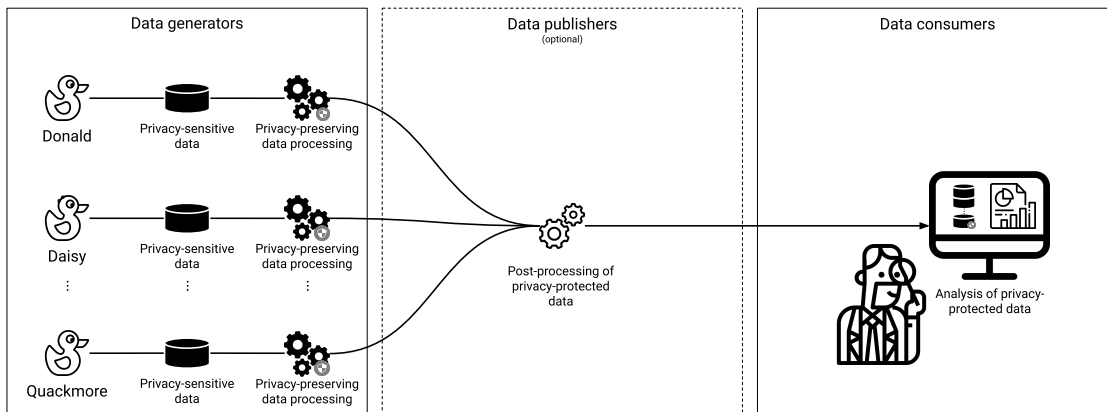 Data generators
Data publishers
(optional)
Data consumers
Donald
Privacy-sensitive
data
Privacy-preserving
data processing
Daisy
Privacy-sensitive
data
Privacy-preserving
data processing
Post-processing of
privacy-protected
data
Analysis of privacy-
protected data
⋮
⋮
⋮
Quackmore
Privacy-sensitive
data
Privacy-preserving
data processing